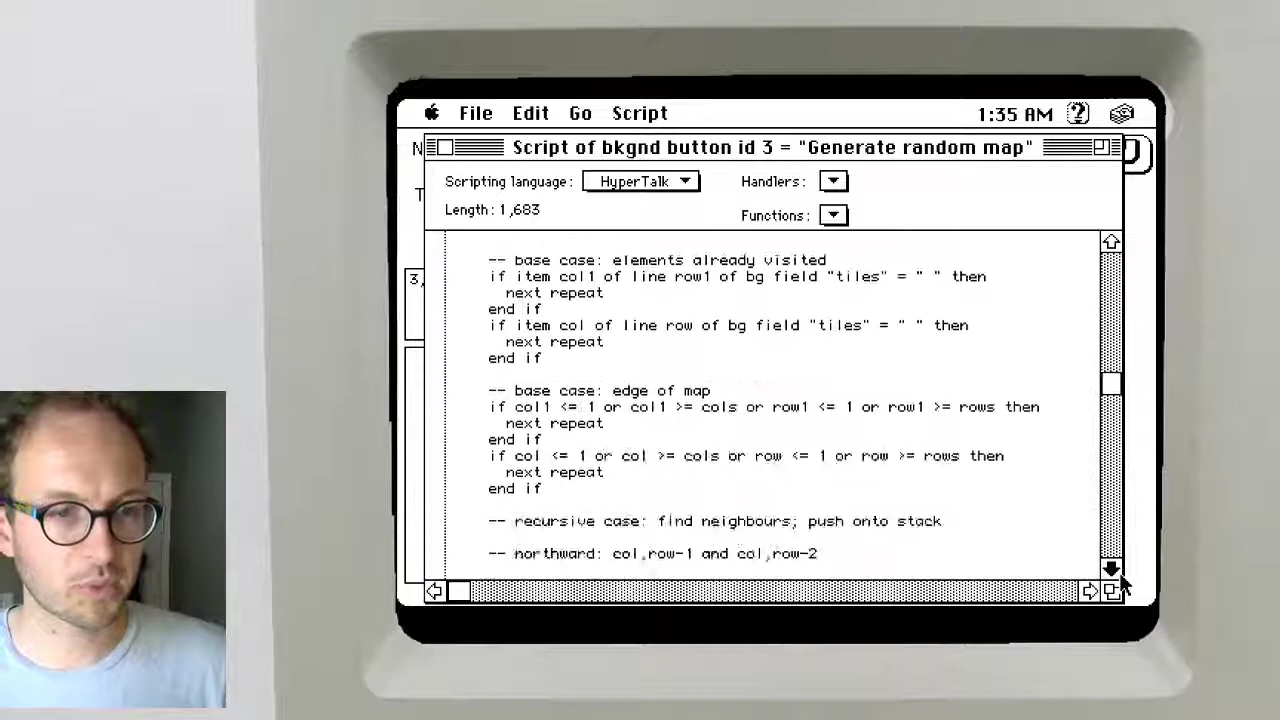 File Edit Go Script 1:35 AM
Script of bkgnd button id 3 = "Generate random map"
Scripting language: HyperTalk Handlers:
Length: 1,683 Functions:
-- base case: elements already visited
if item col1 of line row1 of bg field "tiles" = " " then
next repeat
end if
if item col of line row of bg field "tiles" = " " then
next repeat
end if
-- base case: edge of map
if col1 <= 1 or col1 >= cols or row1 <= 1 or row1 >= rows then
next repeat
end if
if col <= 1 or col >= cols or row <= 1 or row >= rows then
next repeat
end if
-- recursive case: find neighbours; push onto stack
-- northward: col,row-1 and col,row-2
N
T
3,